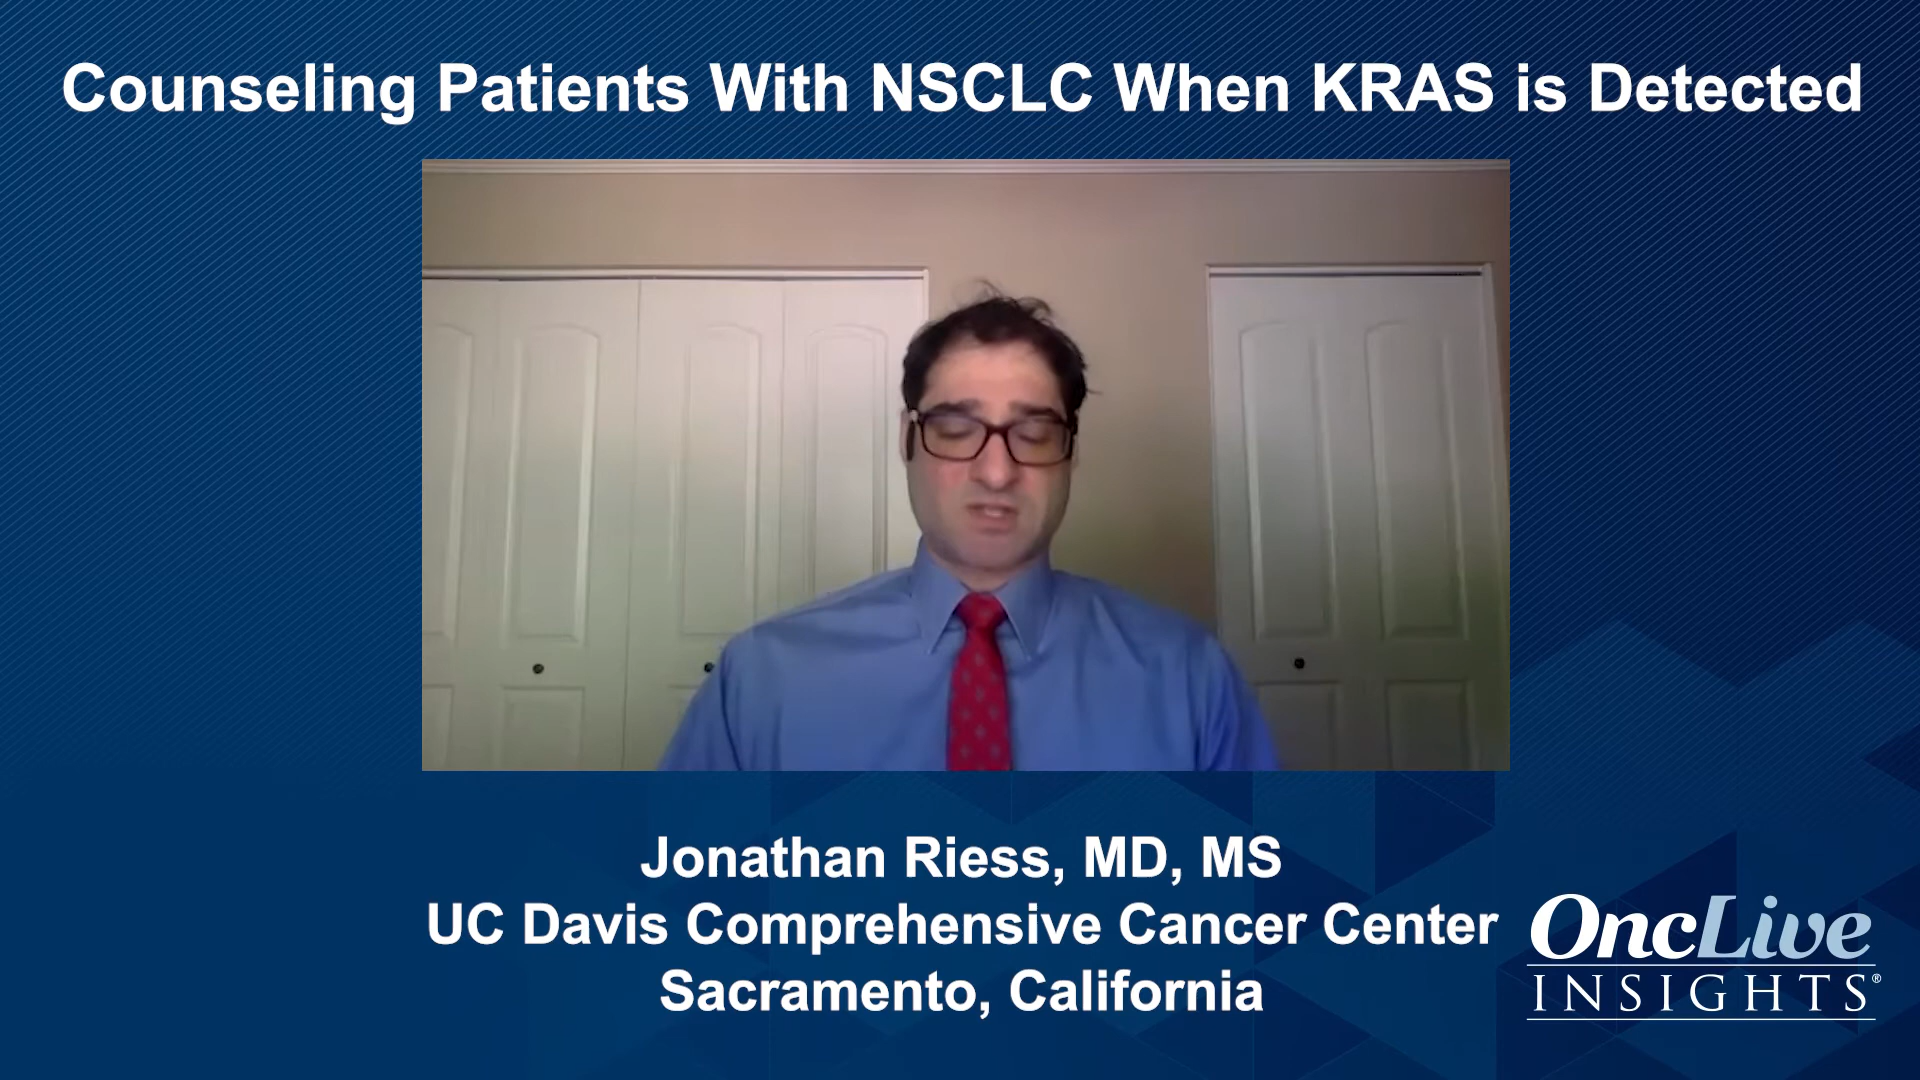 Counseling Patients With NSCLC When KRAS is Detected
Jonathan Riess, MD, MS
UC Davis Comprehensive Cancer Center
Sacramento, California
OncLive
INSIGHTS®